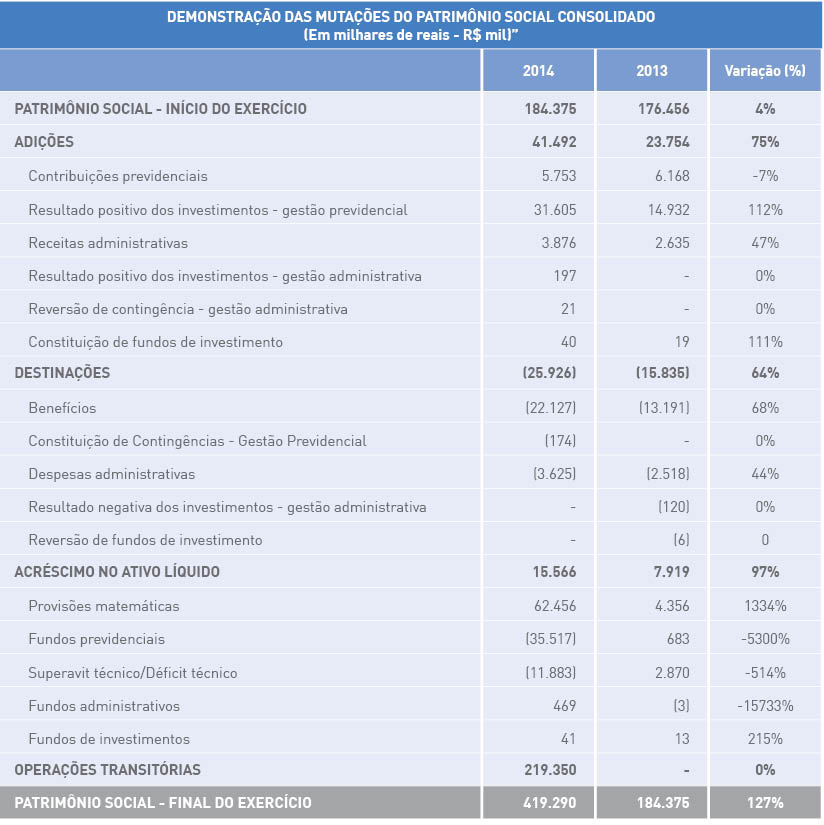 DEMONSTRAÇÃO DAS MUTAÇÕES DO PATRIMÔNIO SOCIAL CONSOLIDADO
(Em milhares de reais - R$ mil)”
2014 2013 Variação (%)
PATRIMÔNIO SOCIAL - INÍCIO DO EXERCÍCIO 184.375 176.456 4%
ADIÇÕES 41.492 23.754 75%
Contribuições previdenciais 5.753 6.168 -7%
Resultado positivo dos investimentos - gestão previdencial 31.605 14.932 112%
Receitas administrativas 3.876 2.635 47%
Resultado positivo dos investimentos - gestão administrativa 197 - 0%
Reversão de contingência - gestão administrativa 21 - 0%
Constituição de fundos de investimento 40 19 111%
DESTINAÇÕES (25.926) (15.835) 64%
Benefícios (22.127) (13.191) 68%
Constituição de Contingências - Gestão Previdencial (174) - 0%
Despesas administrativas (3.625) (2.518) 44%
Resultado negativa dos investimentos - gestão administrativa - (120) 0%
Reversão de fundos de investimento - (6) 0
ACRÉSCIMO NO ATIVO LÍQUIDO 15.566 7.919 97%
Provisões matemáticas 62.456 4.356 1334%
Fundos previdenciais (35.517) 683 -5300%
Superavit técnico/Déficit técnico (11.883) 2.870 -514%
Fundos administrativos 469 (3) -15733%
Fundos de investimentos 41 13 215%
OPERAÇÕES TRANSITÓRIAS 219.350 - 0%
PATRIMÔNIO SOCIAL - FINAL DO EXERCÍCIO 419.290 184.375 127%